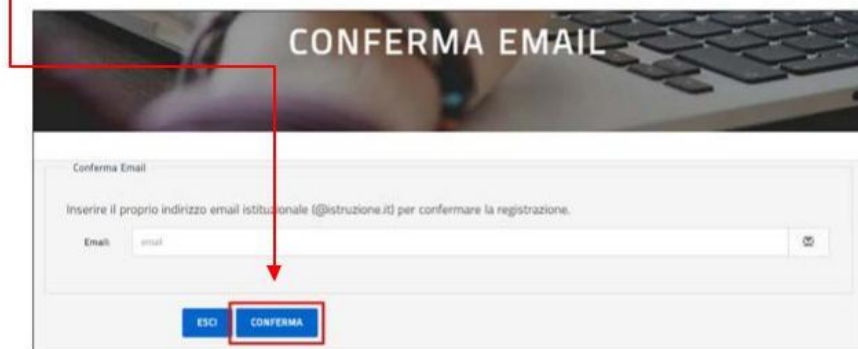 CONFERMA EMAIL
Conferma Email
Inserire il proprio indirizzo email istituzionale (@istruzione.it) per confermare la registrazione.
Email: email
ESCI CONFERMA